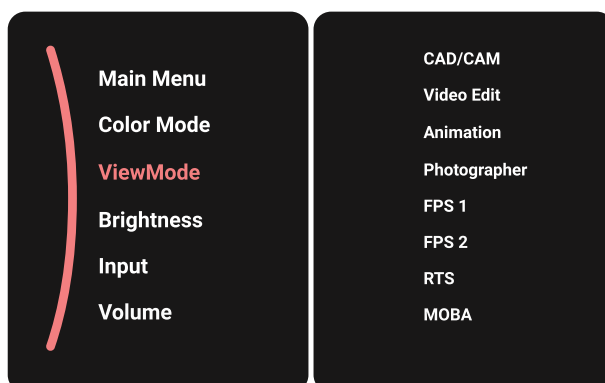 Main Menu
Color Mode
ViewMode
Brightness
Input
Volume
CAD/CAM
Video Edit
Animation
Photographer
FPS 1
FPS 2
RTS
MOBA